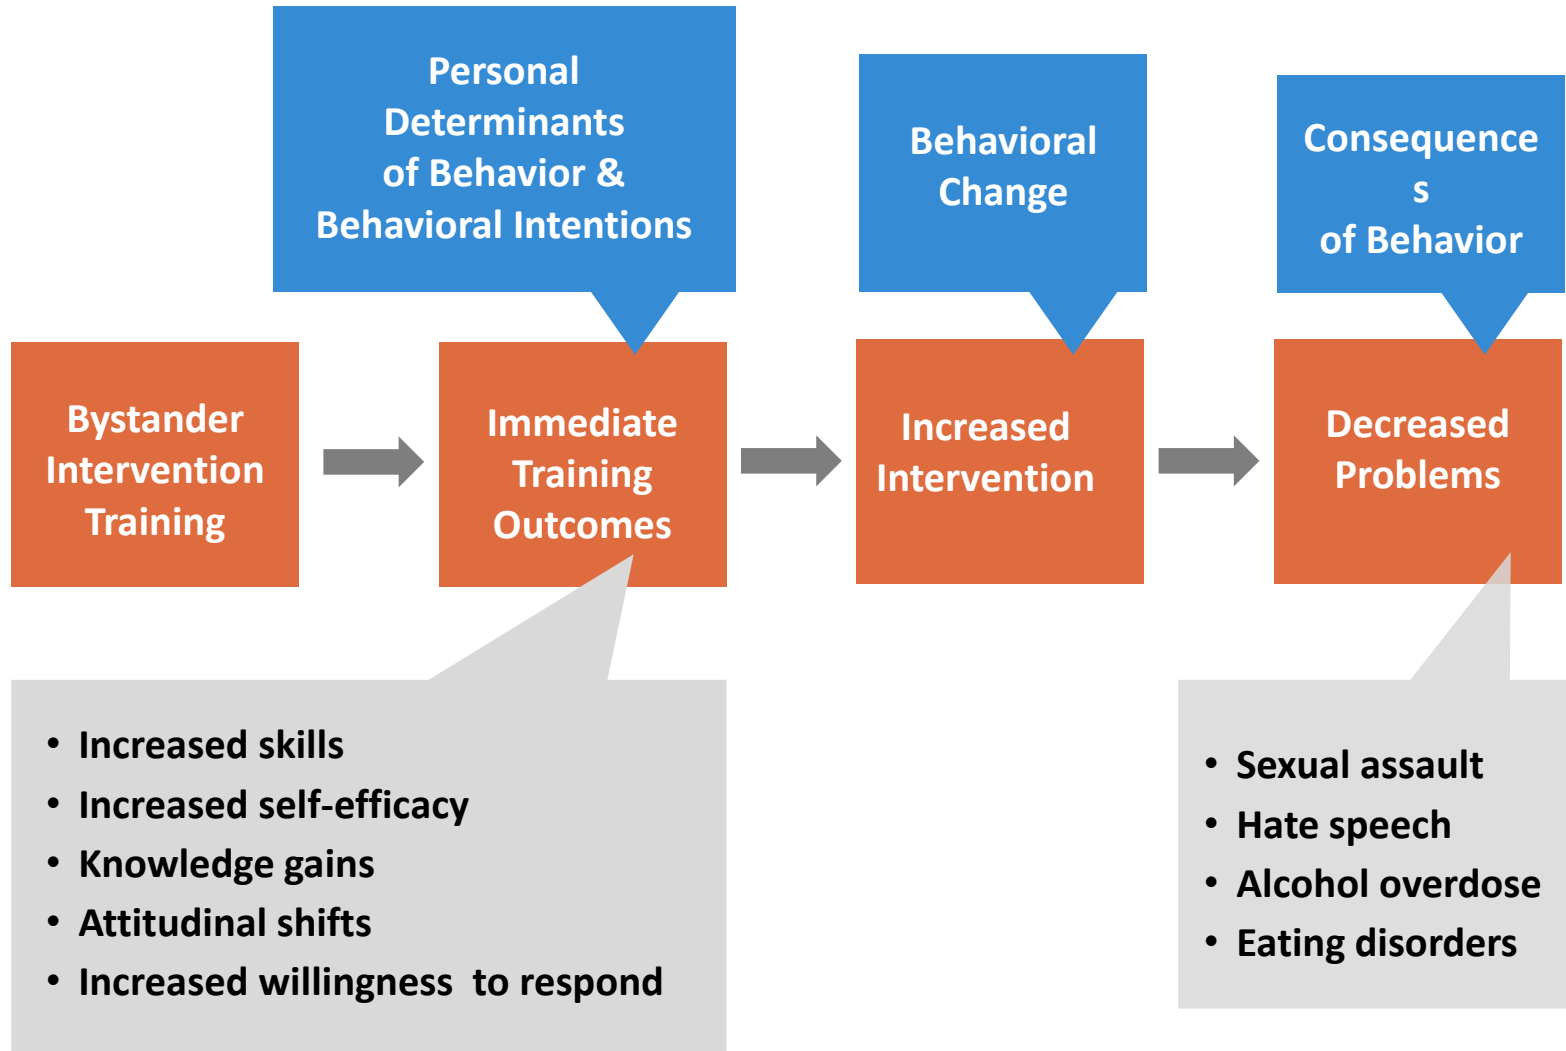 Personal
Determinants
of Behavior &
Behavioral Intentions
Behavioral
Change
Consequence
s
of Behavior
Bystander
Intervention
Training
Immediate
Training
Outcomes
Increased
Intervention
Decreased
Problems
• Increased skills
• Increased self-efficacy
• Knowledge gains
• Attitudinal shifts
• Increased willingness  to respond
• Sexual assault
• Hate speech
• Alcohol overdose
• Eating disorders